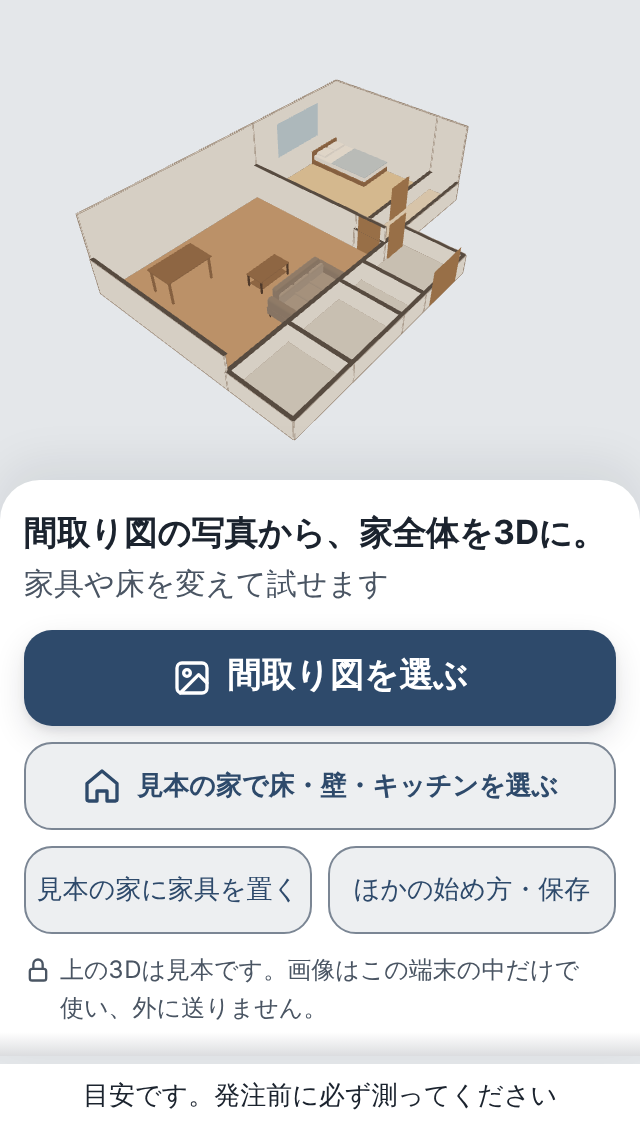 間取り図の写真から、家全体を3Dに。
家具や床を変えて試せます
間取り図を選ぶ
見本の家で床・壁・キッチンを選ぶ
見本の家に家具を置く
ほかの始め方・保存
上の3Dは見本です。画像はこの端末の中だけで
使い、外に送りません。
目安です。発注前に必ず測ってください